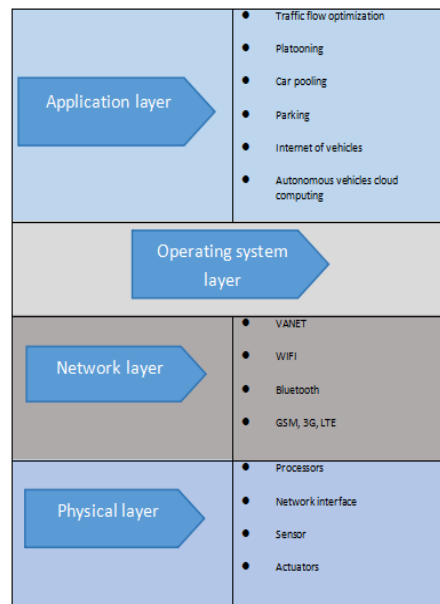 Application layer
● Traffic flow optimization
● Platooning
● Car pooling
● Parking
● Internet of vehicles
● Autonomous vehicles cloud
computing
Operating system
layer
Network layer
● VANET
● WIFI
● Bluetooth
● GSM, 3G, LTE
Physical layer
● Processors
● Network interface
● Sensor
● Actuators